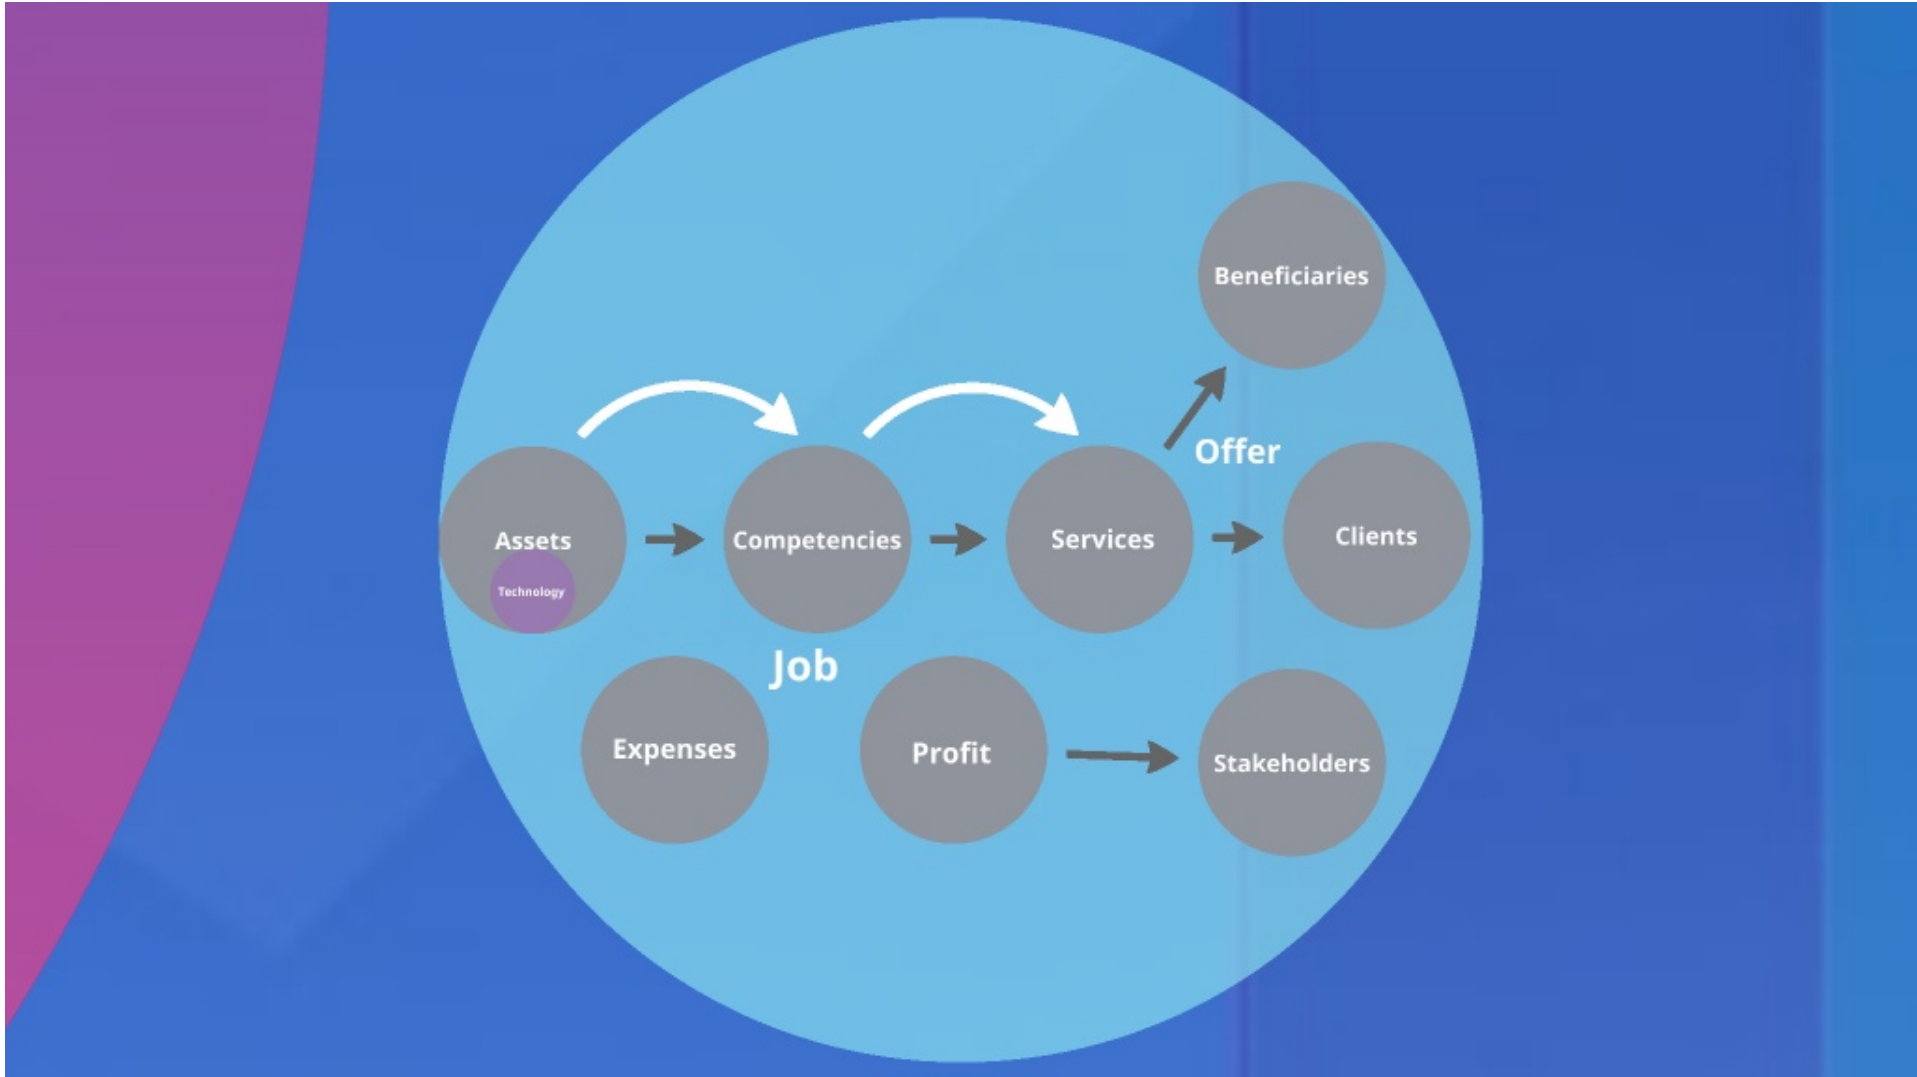 Beneficiaries
Offer
Assets
Technology
Competencies
Services
Clients
Job
Expenses
Profit
Stakeholders